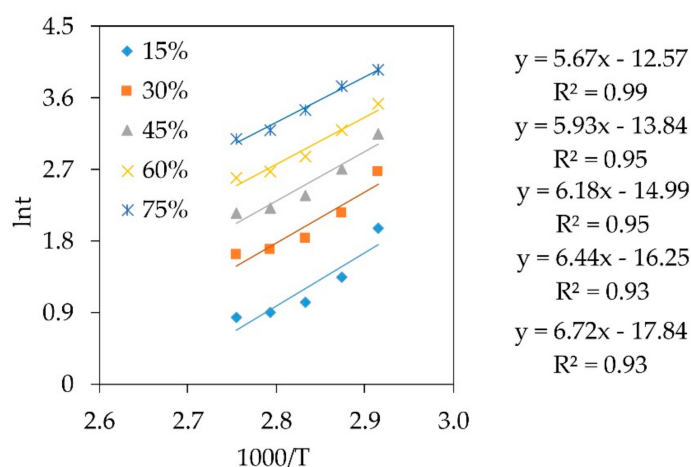 4.5
3.6
2.7
1.8
0.9
0
lnt
15%
30%
45%
60%
75%
2.6
2.7
2.8
2.9
3.0
1000/T
y = 5.67x - 12.57
R² = 0.99
y = 5.93x - 13.84
R² = 0.95
y = 6.18x - 14.99
R² = 0.95
y = 6.44x - 16.25
R² = 0.93
y = 6.72x - 17.84
R² = 0.93